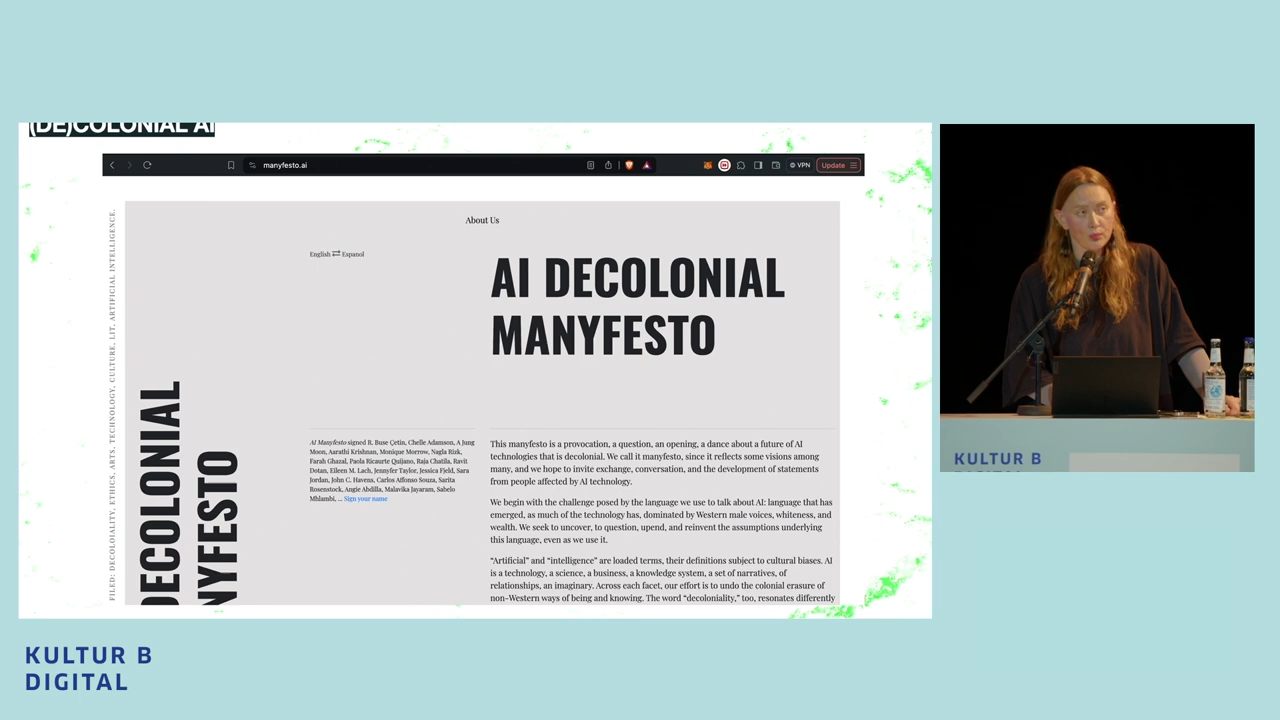 (DE)COLONIAL AI
manyfesto.ai
VPN
Update
About Us
English ⇄ Espanol
AI DECOLONIAL
MANYFESTO
FILED: DECOLOIALITY, ETHICS, ARTS, TECHNOLOGY, CULTURE, LIT, ARTIFICIAL INTELLIGENCE.
DECOLONIAL
NYFESTO
AI Manyfesto signed R. Buse Çetin, Chelle Adamson, A Jung
Moon, Aarathi Krishnan, Monique Morrow, Nagla Rizk,
Farah Ghazal, Paola Ricaurte Quijano, Raja Chatila, Ravit
Dotan, Eileen M. Lach, Jennyfer Taylor, Jessica Fjeld, Sara
Jordan, John C. Havens, Carlos Affonso Souza, Sarita
Rosenstock, Angie Abdilla, Malavika Jayaram, Sabelo
Mhlambi, ... Sign your name
This manyfesto is a provocation, a question, an opening, a dance about a future of AI
technologies that is decolonial. We call it manyfesto, since it reflects some visions among
many, and we hope to invite exchange, conversation, and the development of statements
from people affected by AI technology.
We begin with the challenge posed by the language we use to talk about AI: language that has
emerged, as much of the technology has, dominated by Western male voices, whiteness, and
wealth. We seek to uncover, to question, upend, and reinvent the assumptions underlying
this language, even as we use it.
“Artificial” and “intelligence” are loaded terms, their definitions subject to cultural biases. AI
is a technology, a science, a business, a knowledge system, a set of narratives, of
relationships, an imaginary. Across each facet, our effort is to undo the colonial erasure of
non-Western ways of being and knowing. The word “decoloniality,” too, resonates differently
KULTUR B
DIGITAL
KULTUR B
DIGITAL